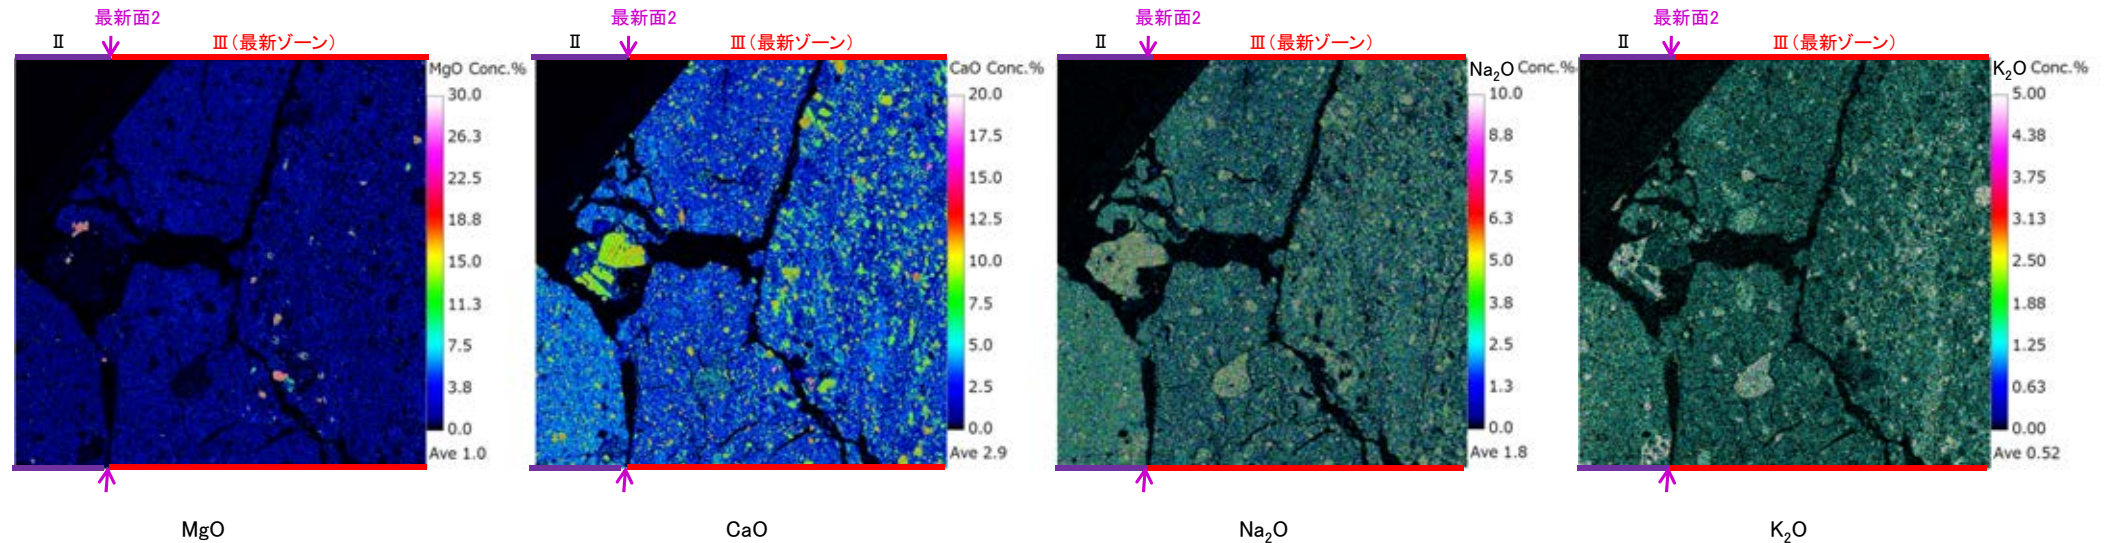 最新面2
Ⅱ
Ⅲ(最新ゾーン)
MgO Conc.%
30.0
26.3
22.5
18.8
15.0
11.3
7.5
3.8
0.0
Ave 1.0
MgO
最新面2
Ⅱ
Ⅲ(最新ゾーン)
CaO Conc.%
20.0
17.5
15.0
12.5
10.0
7.5
5.0
2.5
0.0
Ave 2.9
CaO
最新面2
Ⅱ
Ⅲ(最新ゾーン)
Na₂O Conc.%
10.0
8.8
7.5
6.3
5.0
3.8
2.5
1.3
0.0
Ave 1.8
Na₂O
最新面2
Ⅱ
Ⅲ(最新ゾーン)
K₂O Conc.%
5.00
4.38
3.75
3.13
2.50
1.88
1.25
0.63
0.00
Ave 0.52
K₂O